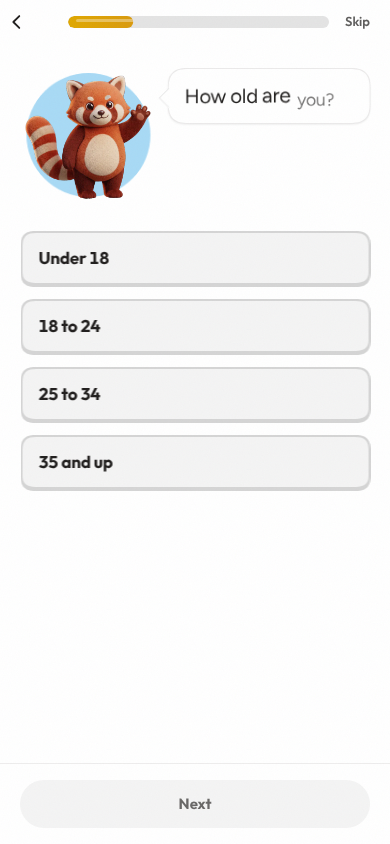 Skip
How old are you?
Under 18
18 to 24
25 to 34
35 and up
Next